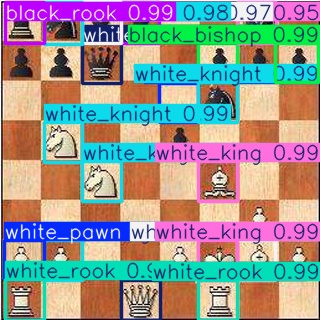 black_rook 0.99 0.98 0.97 0.95
white black_bishop 0.99
white_knight 0.99
white_knight 0.99
white_k white_king 0.99
white_pawn wh white_king 0.99
white_rook 0.9 white_rook 0.99